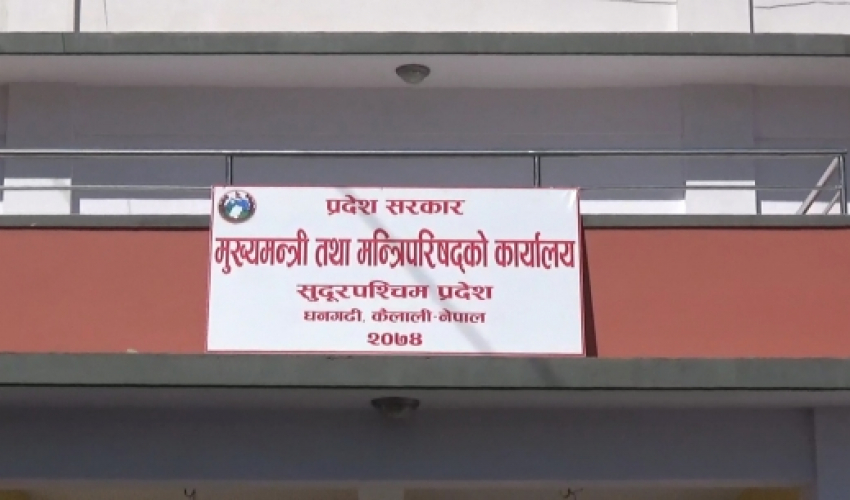 प्रदेश सरकार
मुख्यमन्त्री तथा मन्त्रिपरिषद्को कार्यालय
सुदूरपश्चिम प्रदेश
धनगढी, कैलाली-नेपाल
२०७४